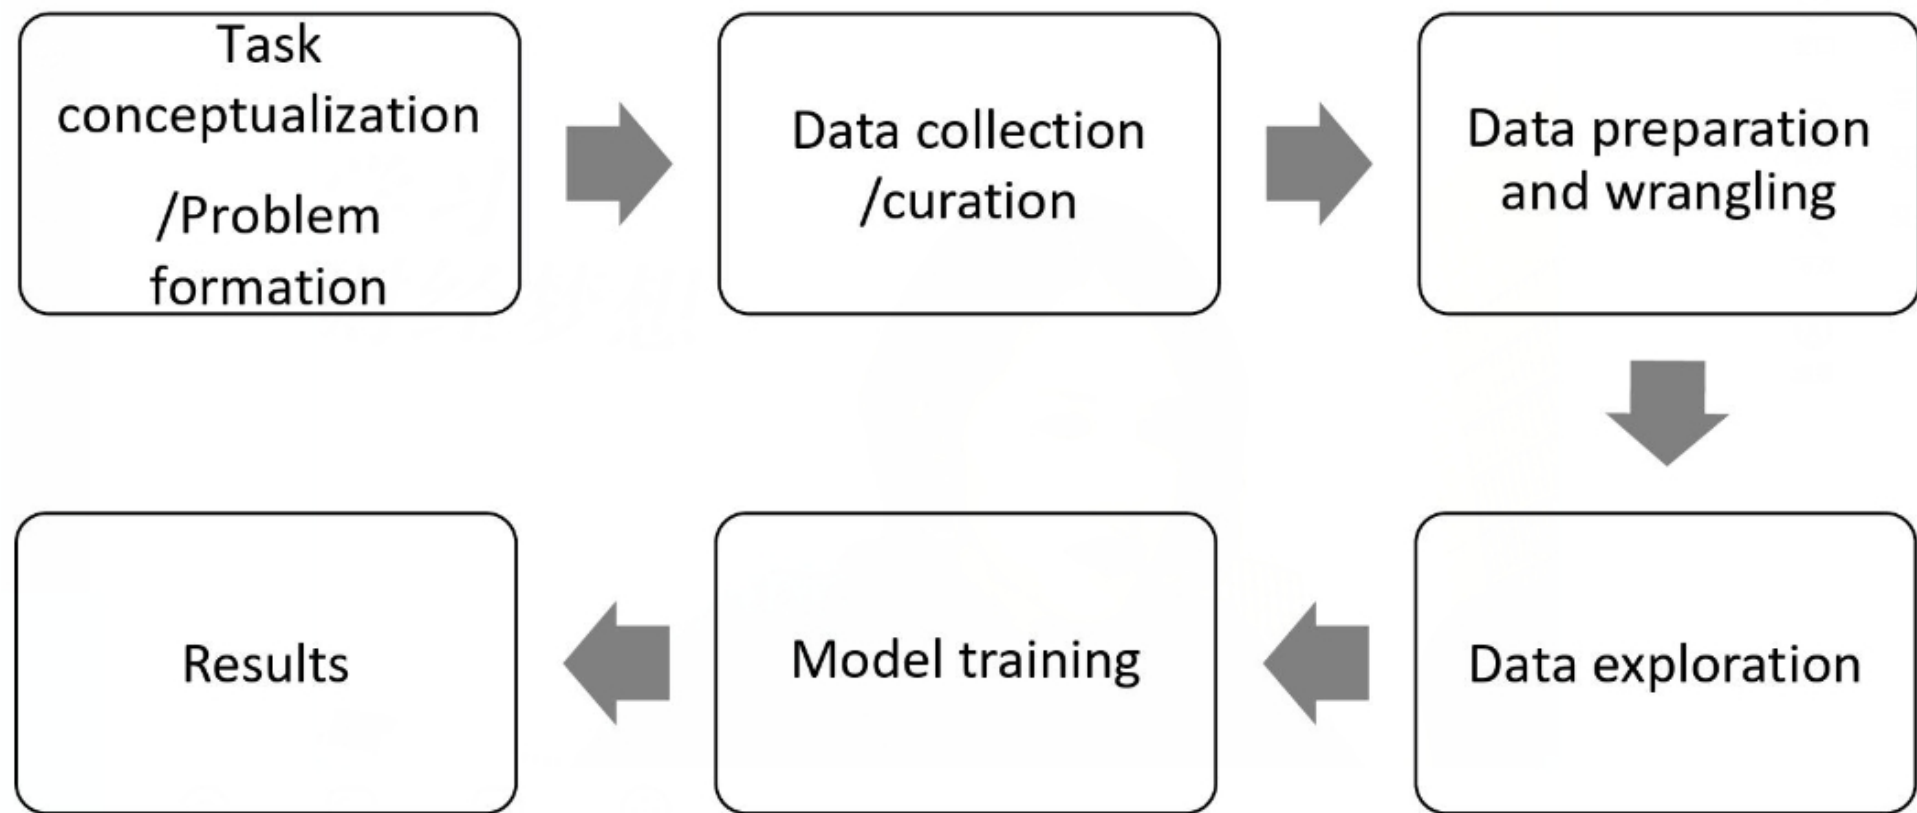 Task
conceptualization
/Problem
formation
Data collection
/curation
Data preparation
and wrangling
Data exploration
Model training
Results